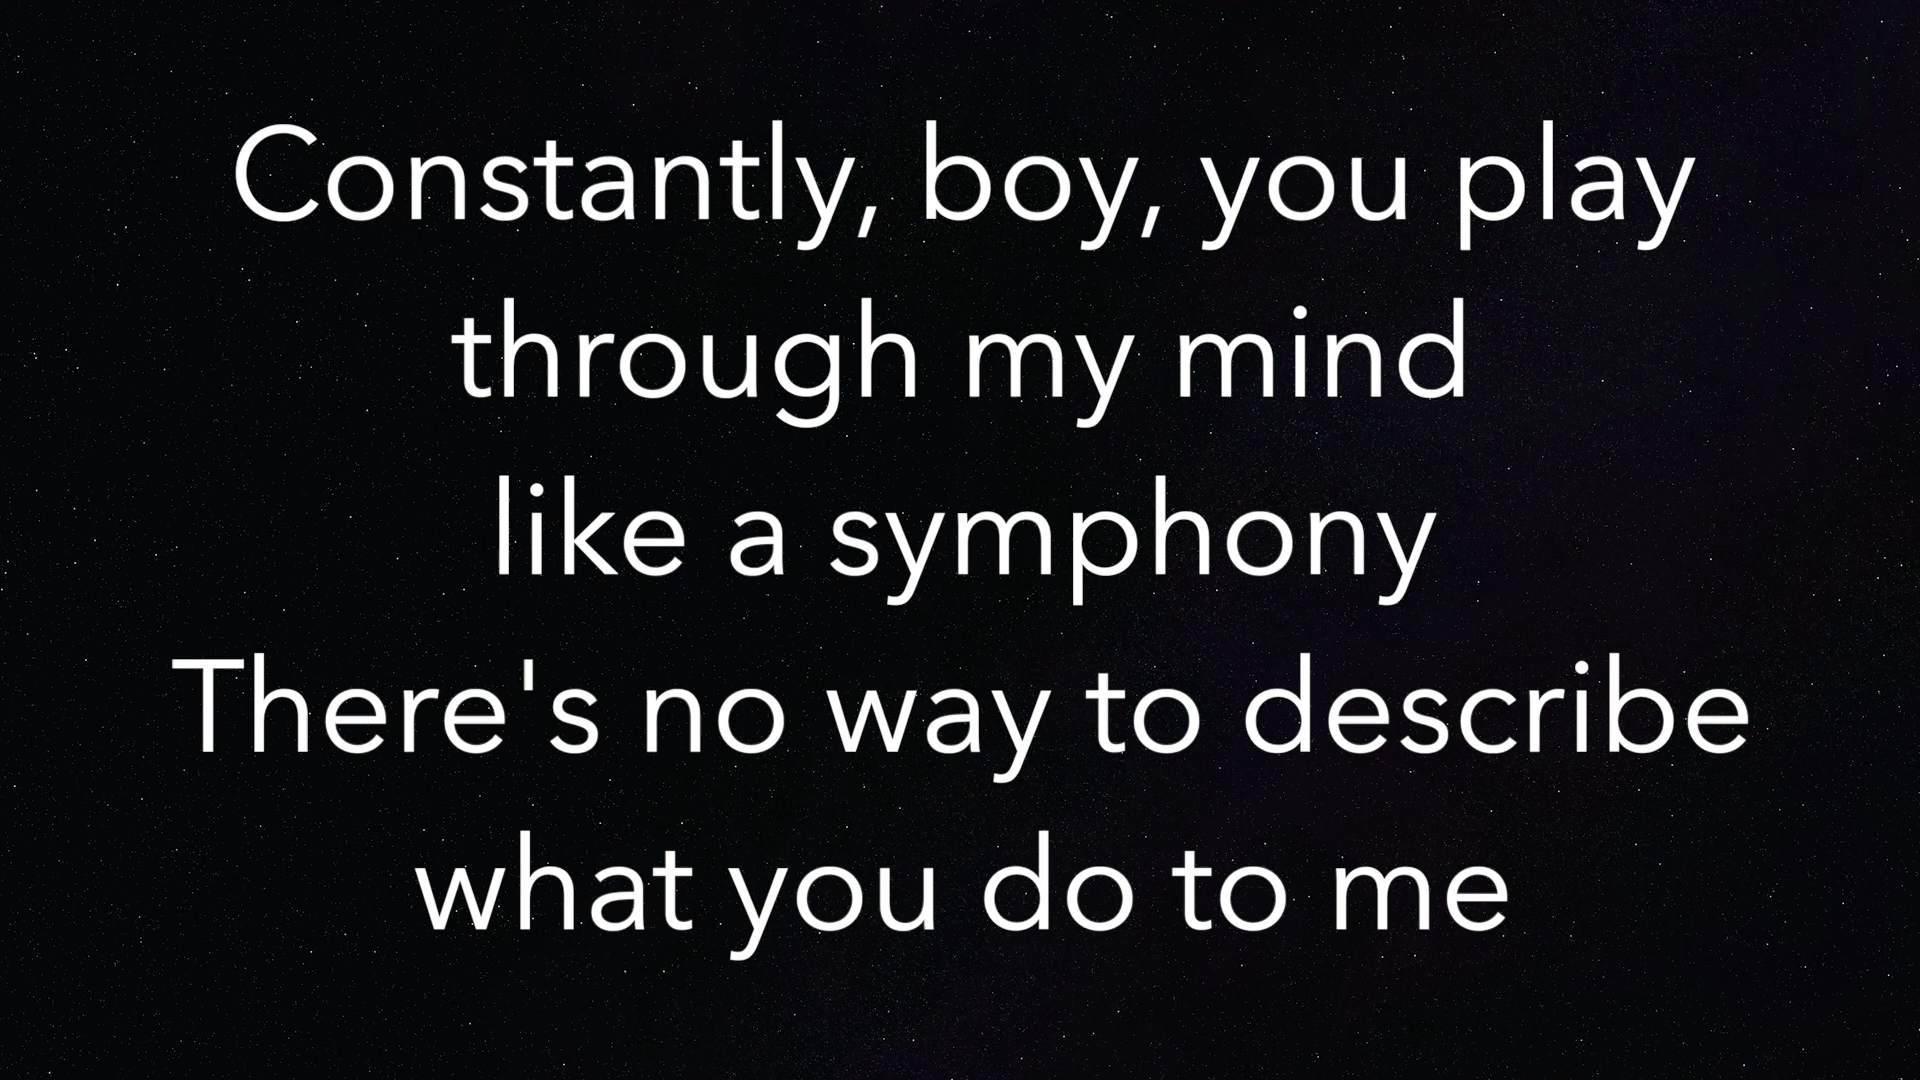 Constantly, boy, you play
through my mind
like a symphony
There's no way to describe
what you do to me